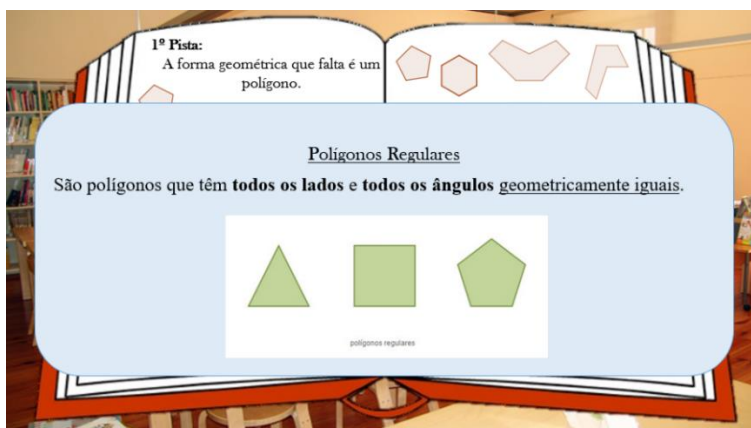 1º Pista:
A forma geométrica que falta é um
polígono.
Polígonos Regulares
São polígonos que têm todos os lados e todos os ângulos geometricamente iguais.
polígonos regulares